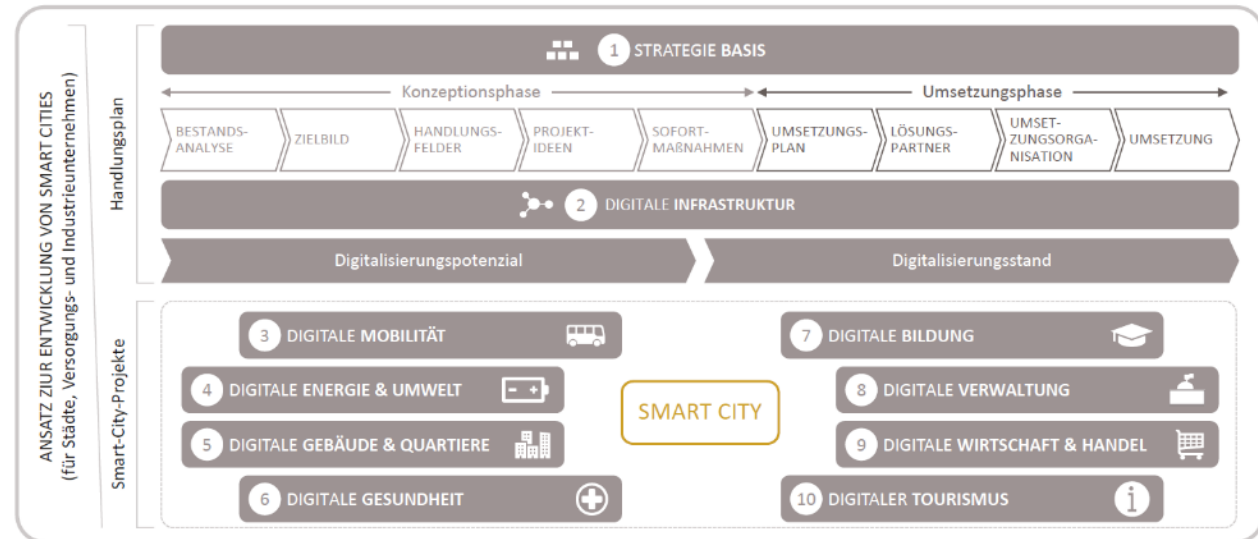 ANSATZ ZIUR ENTWICKLUNG VON SMART CITIES
(für Städte, Versorgungs- und Industrieunternehmen)
Handlungsplan
1 STRATEGIE BASIS
Konzeptionsphase
Umsetzungsphase
BESTANDS-
ANALYSE
ZIELBILD
HANDLUNGS-
FELDER
PROJEKT-
IDEEN
SOFORT-
MAßNAHMEN
UMSETZUNGS-
PLAN
LÖSUNGS-
PARTNER
UMSET-
ZUNGSORGA-
NISATION
UMSETZUNG
2 DIGITALE INFRASTRUKTUR
Digitalisierungspotenzial
Digitalisierungsstand
Smart-City-Projekte
3 DIGITALE MOBILITÄT
4 DIGITALE ENERGIE & UMWELT
5 DIGITALE GEBÄUDE & QUARTIERE
6 DIGITALE GESUNDHEIT
SMART CITY
7 DIGITALE BILDUNG
8 DIGITALE VERWALTUNG
9 DIGITALE WIRTSCHAFT & HANDEL
10 DIGITALER TOURISMUS